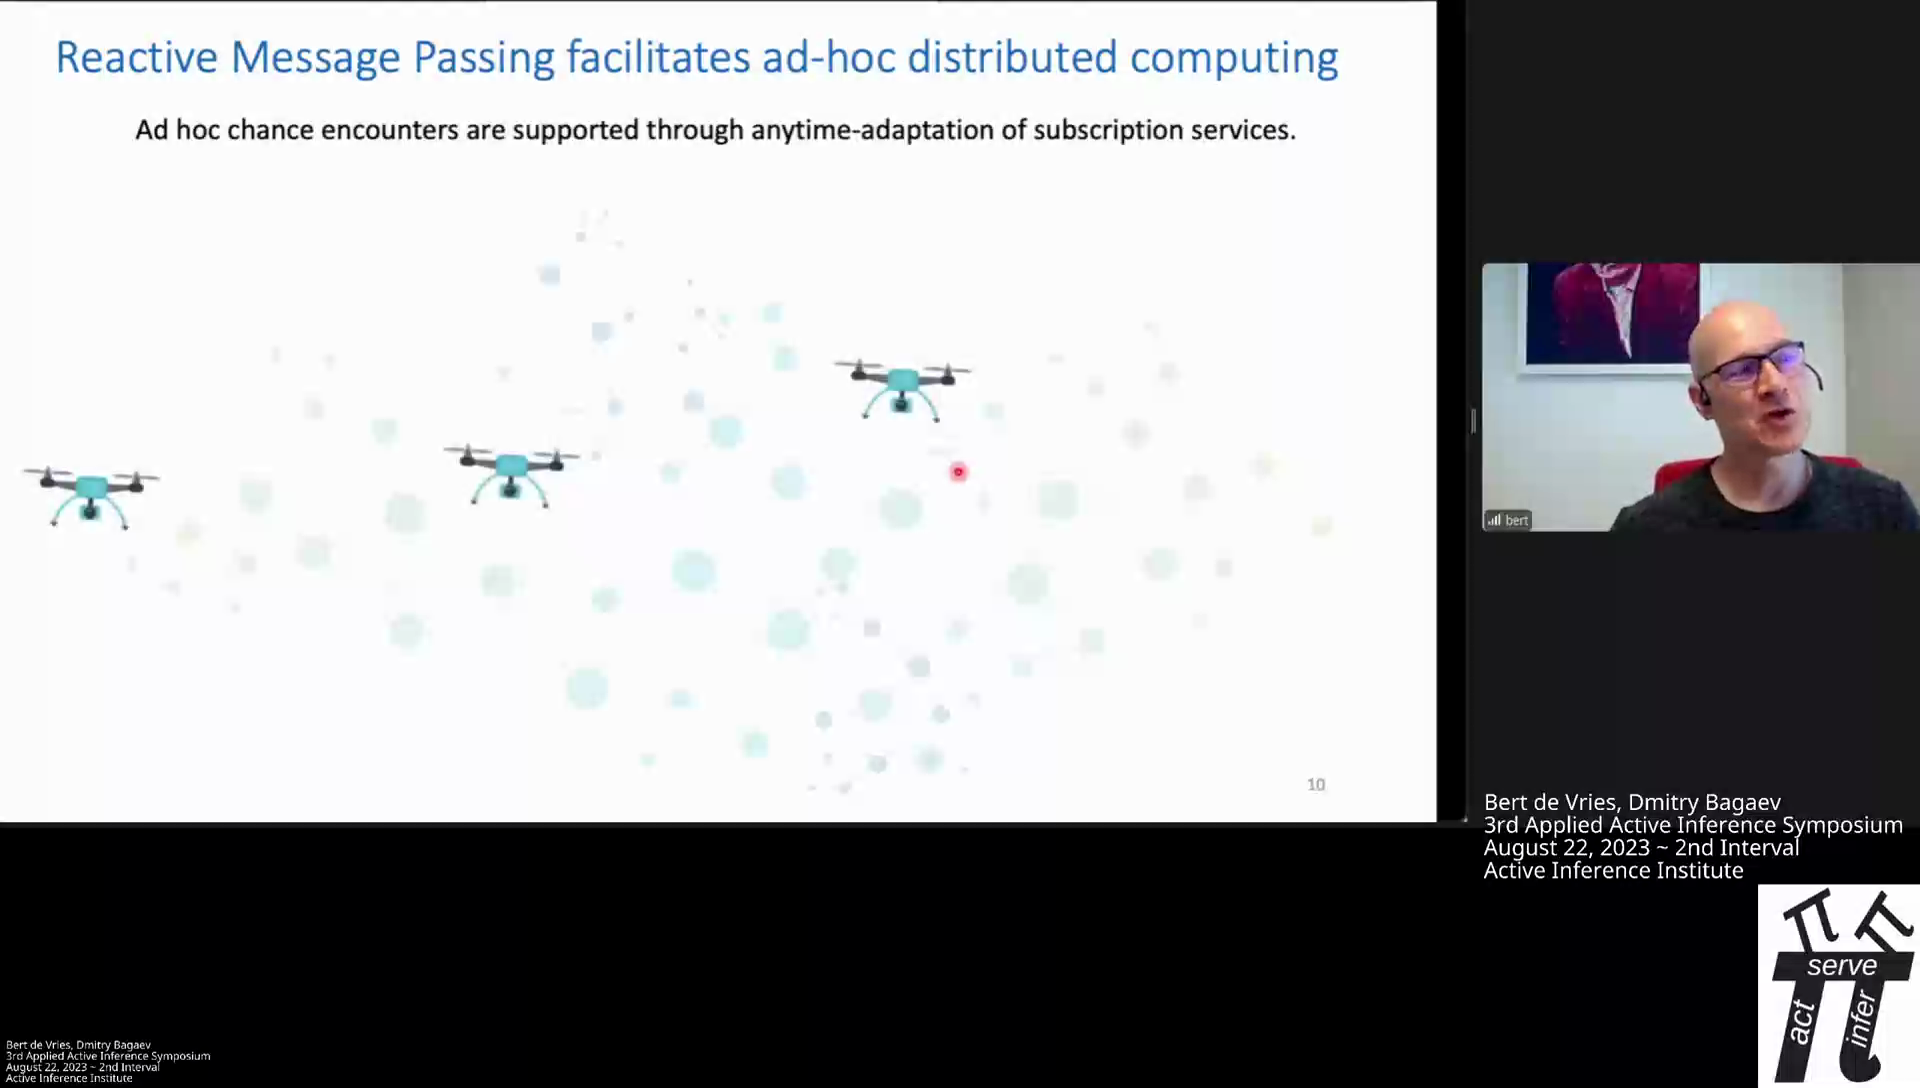 Reactive Message Passing facilitates ad-hoc distributed computing
Ad hoc chance encounters are supported through anytime-adaptation of subscription services.
10
bert
Bert de Vries, Dmitry Bagaev
3rd Applied Active Inference Symposium
August 22, 2023 ~ 2nd Interval
Active Inference Institute
serve
act
infer
Bert de Vries, Dmitry Bagaev
3rd Applied Active Inference Symposium
August 22, 2023 ~ 2nd Interval
Active Inference Institute